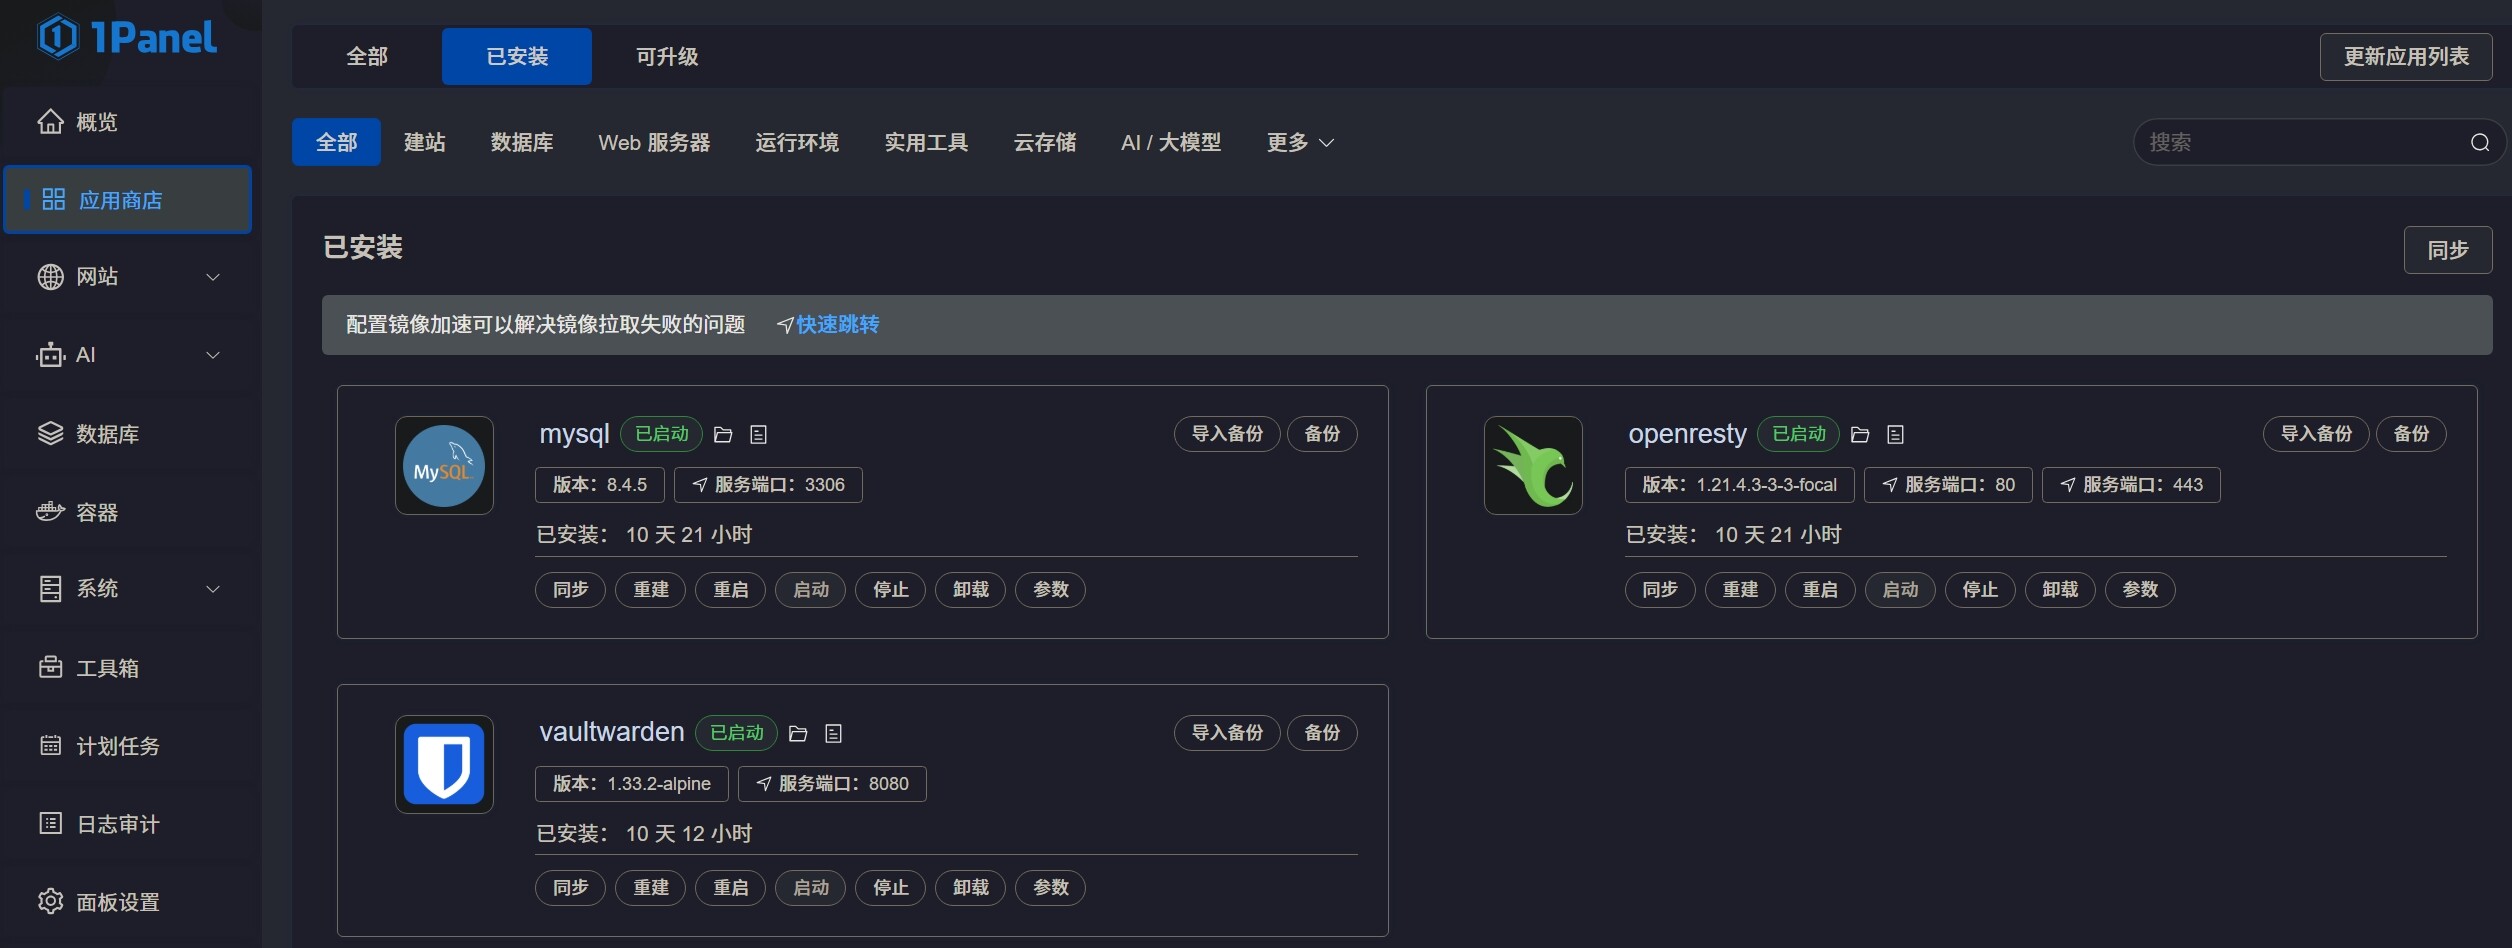 1Panel
概览
应用商店
网站
AI
数据库
容器
系统
工具箱
计划任务
日志审计
面板设置
全部 已安装 可升级 更新应用列表
全部 建站 数据库 Web 服务器 运行环境 实用工具 云存储 AI / 大模型 更多 搜索
已安装 同步
配置镜像加速可以解决镜像拉取失败的问题 快速跳转
MySQL
mysql 已启动 导入备份 备份
版本：8.4.5 服务端口：3306
已安装： 10 天 21 小时
同步 重建 重启 启动 停止 卸载 参数
openresty 已启动 导入备份 备份
版本：1.21.4.3-3-3-focal 服务端口：80 服务端口：443
已安装： 10 天 21 小时
同步 重建 重启 启动 停止 卸载 参数
vaultwarden 已启动 导入备份 备份
版本：1.33.2-alpine 服务端口：8080
已安装： 10 天 12 小时
同步 重建 重启 启动 停止 卸载 参数